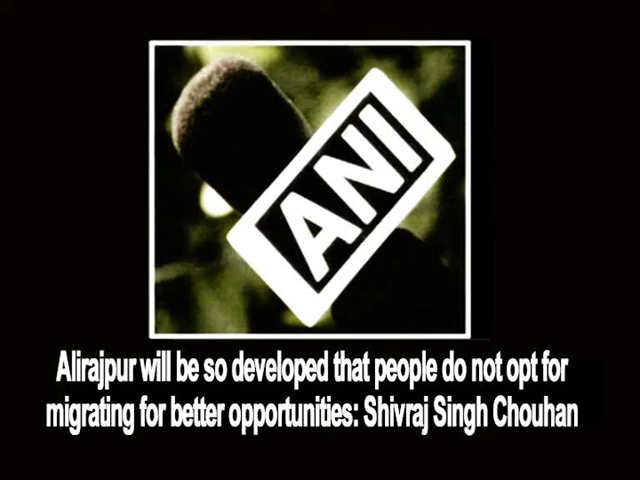 ANI
Alirajpur will be so developed that people do not opt for
migrating for better opportunities: Shivraj Singh Chouhan